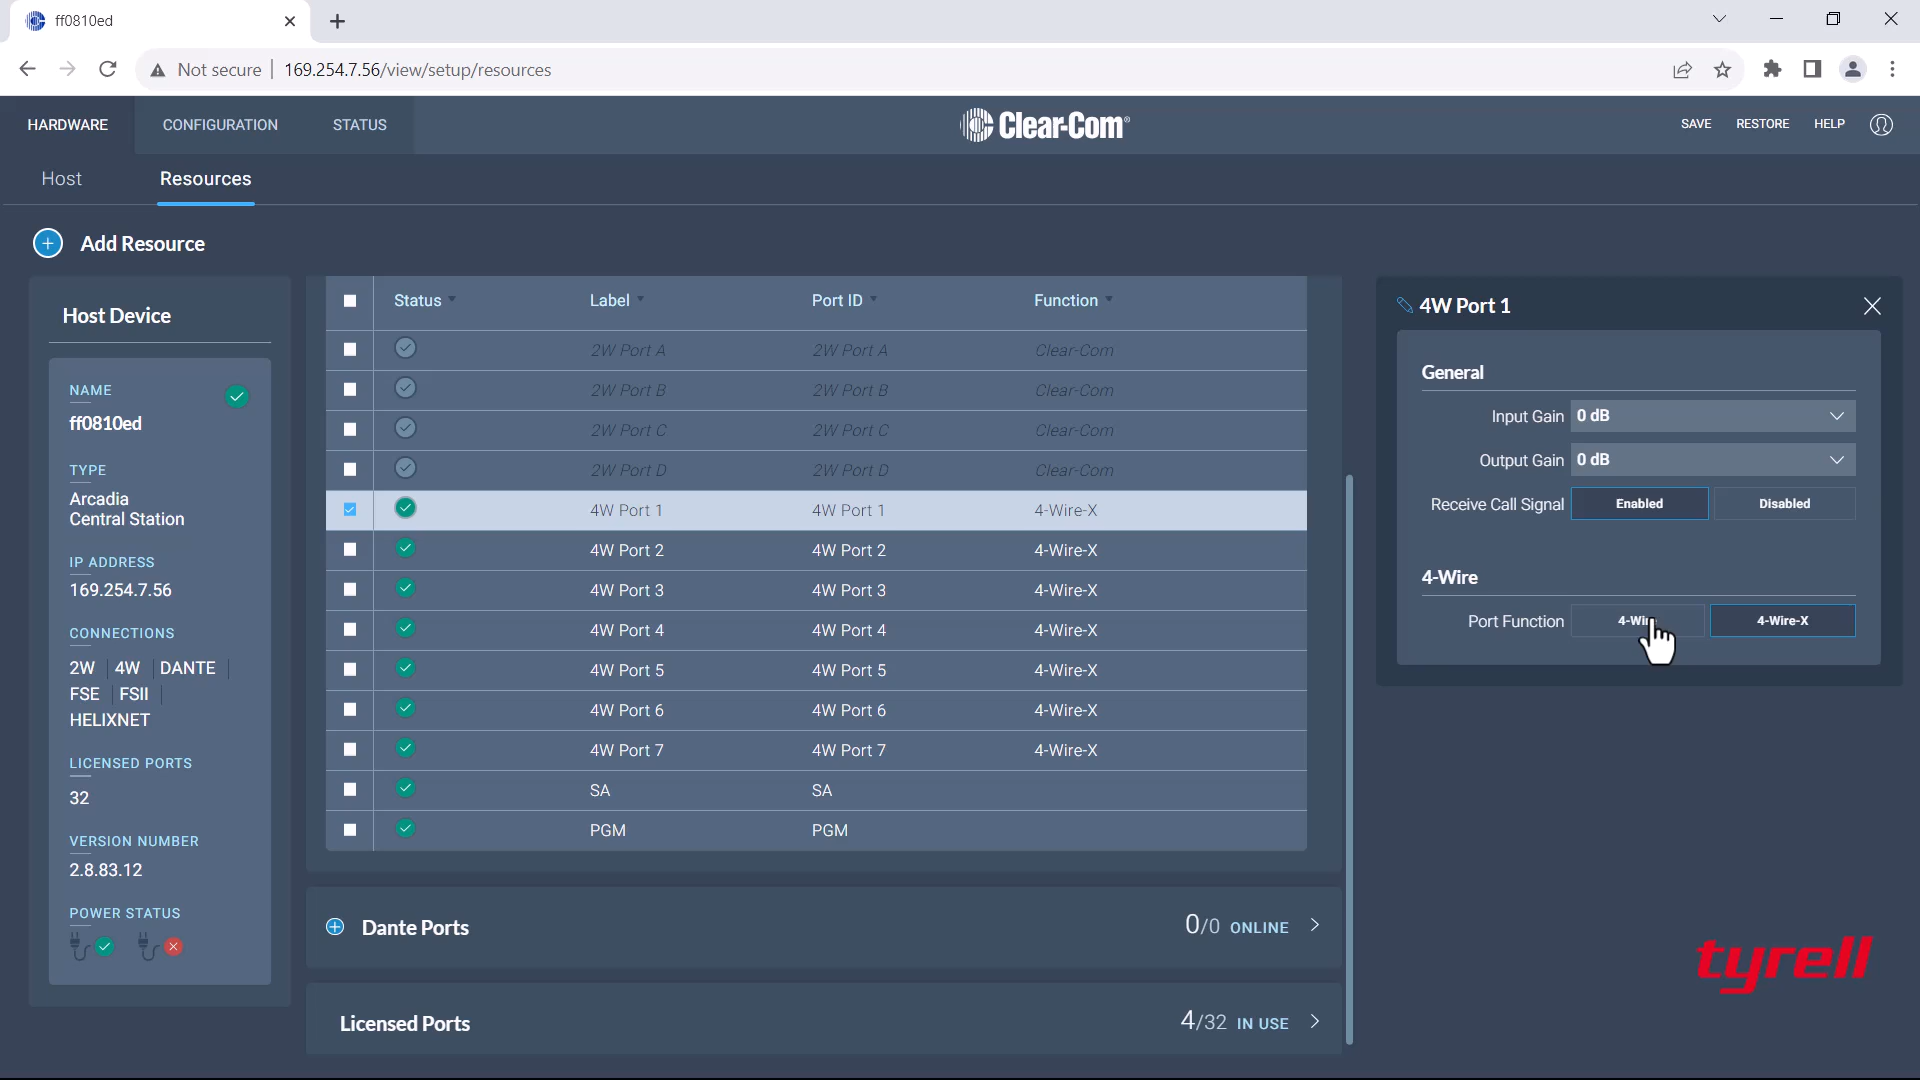 ff0810ed
Not secure
169.254.7.56/view/setup/resources
HARDWARE
CONFIGURATION
STATUS
Clear-Com®
SAVE
RESTORE
HELP
Host
Resources
Add Resource
Host Device
NAME
ff0810ed
TYPE
Arcadia
Central Station
IP ADDRESS
169.254.7.56
CONNECTIONS
2W 4W DANTE
FSE FSII
HELIXNET
LICENSED PORTS
32
VERSION NUMBER
2.8.83.12
POWER STATUS
Status Label Port ID Function
2W Port A 2W Port A Clear-Com
2W Port B 2W Port B Clear-Com
2W Port C 2W Port C Clear-Com
2W Port D 2W Port D Clear-Com
4W Port 1 4W Port 1 4-Wire-X
4W Port 2 4W Port 2 4-Wire-X
4W Port 3 4W Port 3 4-Wire-X
4W Port 4 4W Port 4 4-Wire-X
4W Port 5 4W Port 5 4-Wire-X
4W Port 6 4W Port 6 4-Wire-X
4W Port 7 4W Port 7 4-Wire-X
SA SA
PGM PGM
Dante Ports 0/0 ONLINE
Licensed Ports 4/32 IN USE
4W Port 1
General
Input Gain 0 dB
Output Gain 0 dB
Receive Call Signal Enabled Disabled
4-Wire
Port Function 4-Wire-X
tyrell